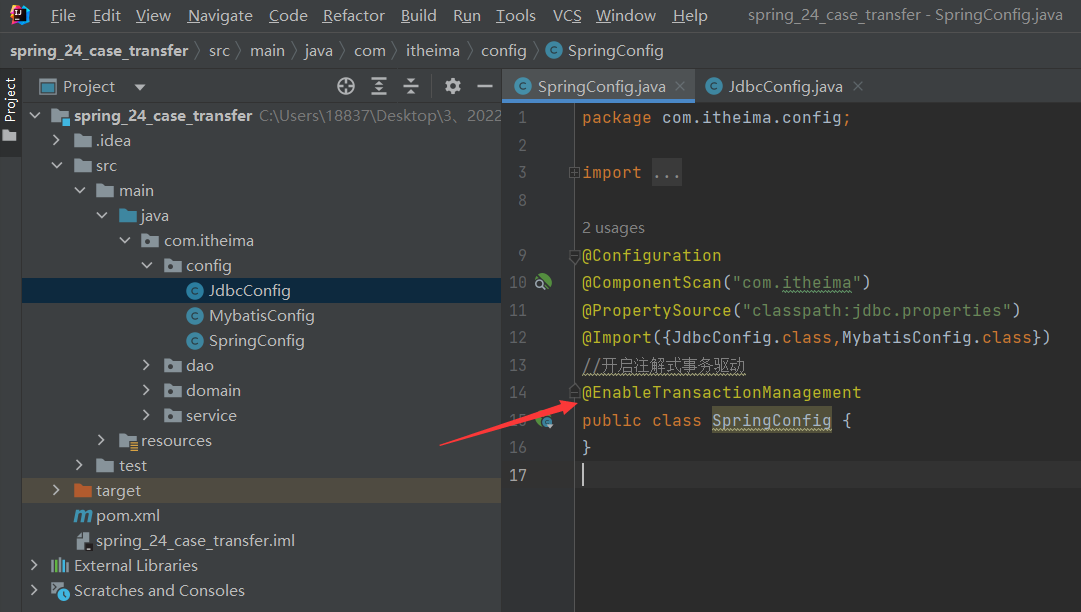 File Edit View Navigate Code Refactor Build Run Tools VCS Window Help spring_24_case_transfer - SpringConfig.java
spring_24_case_transfer src main java com itheima config SpringConfig
Project
Project
spring_24_case_transfer C:\Users\18837\Desktop\3、2022
.idea
src
main
java
com.itheima
config
JdbcConfig
MybatisConfig
SpringConfig
dao
domain
service
resources
test
target
pom.xml
spring_24_case_transfer.iml
External Libraries
Scratches and Consoles
SpringConfig.java JdbcConfig.java
1 package com.itheima.config;
2
3 import ...
8
2 usages
9 @Configuration
10 @ComponentScan("com.itheima")
11 @PropertySource("classpath:jdbc.properties")
12 @Import({JdbcConfig.class,MybatisConfig.class})
13 //开启注解式事务驱动
14 @EnableTransactionManagement
15 public class SpringConfig {
16 }
17